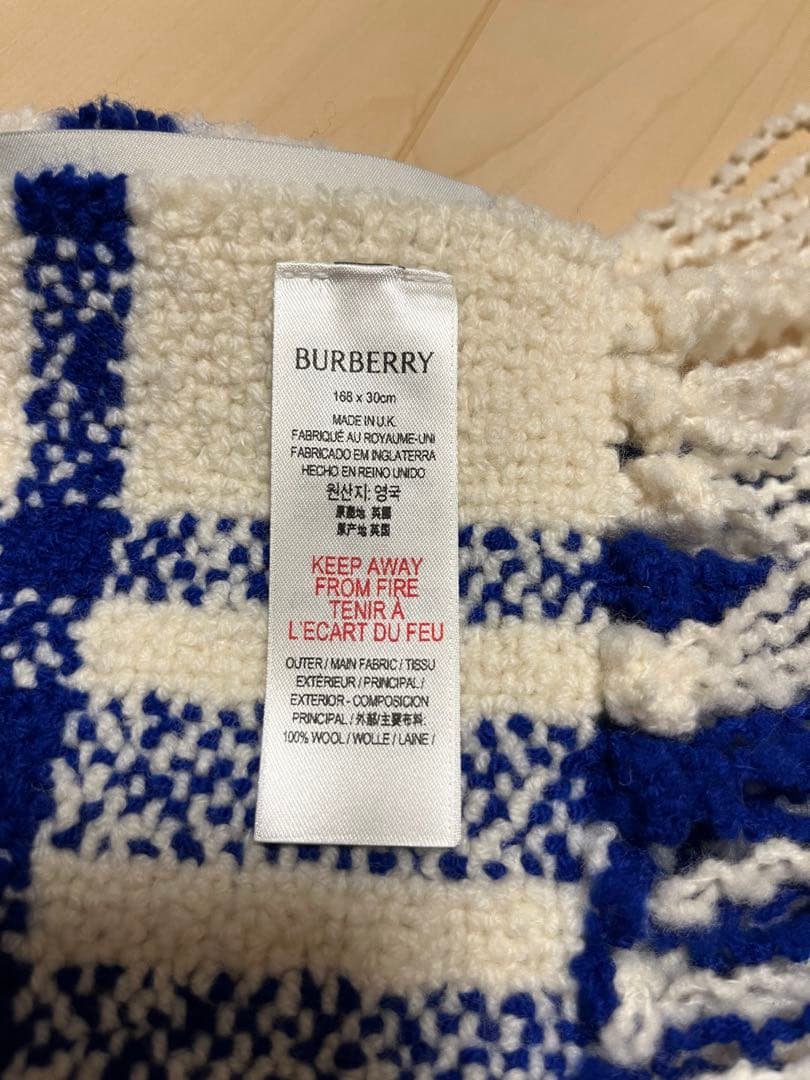 BURBERRY
168 x 30cm
MADE IN U.K.
FABRIQUÉ AU ROYAUME-UNI
FABRICADO EM INGLATERRA
HECHO EN REINO UNIDO
원산지: 영국
原產地 英國
原产地 英国
KEEP AWAY
FROM FIRE
TENIR À
L'ECART DU FEU
OUTER / MAIN FABRIC / TISSU
EXTÉRIEUR / PRINCIPAL /
EXTERIOR - COMPOSICION
PRINCIPAL / 外部/主要布料:
100% WOOL / WOLLE / LAINE /